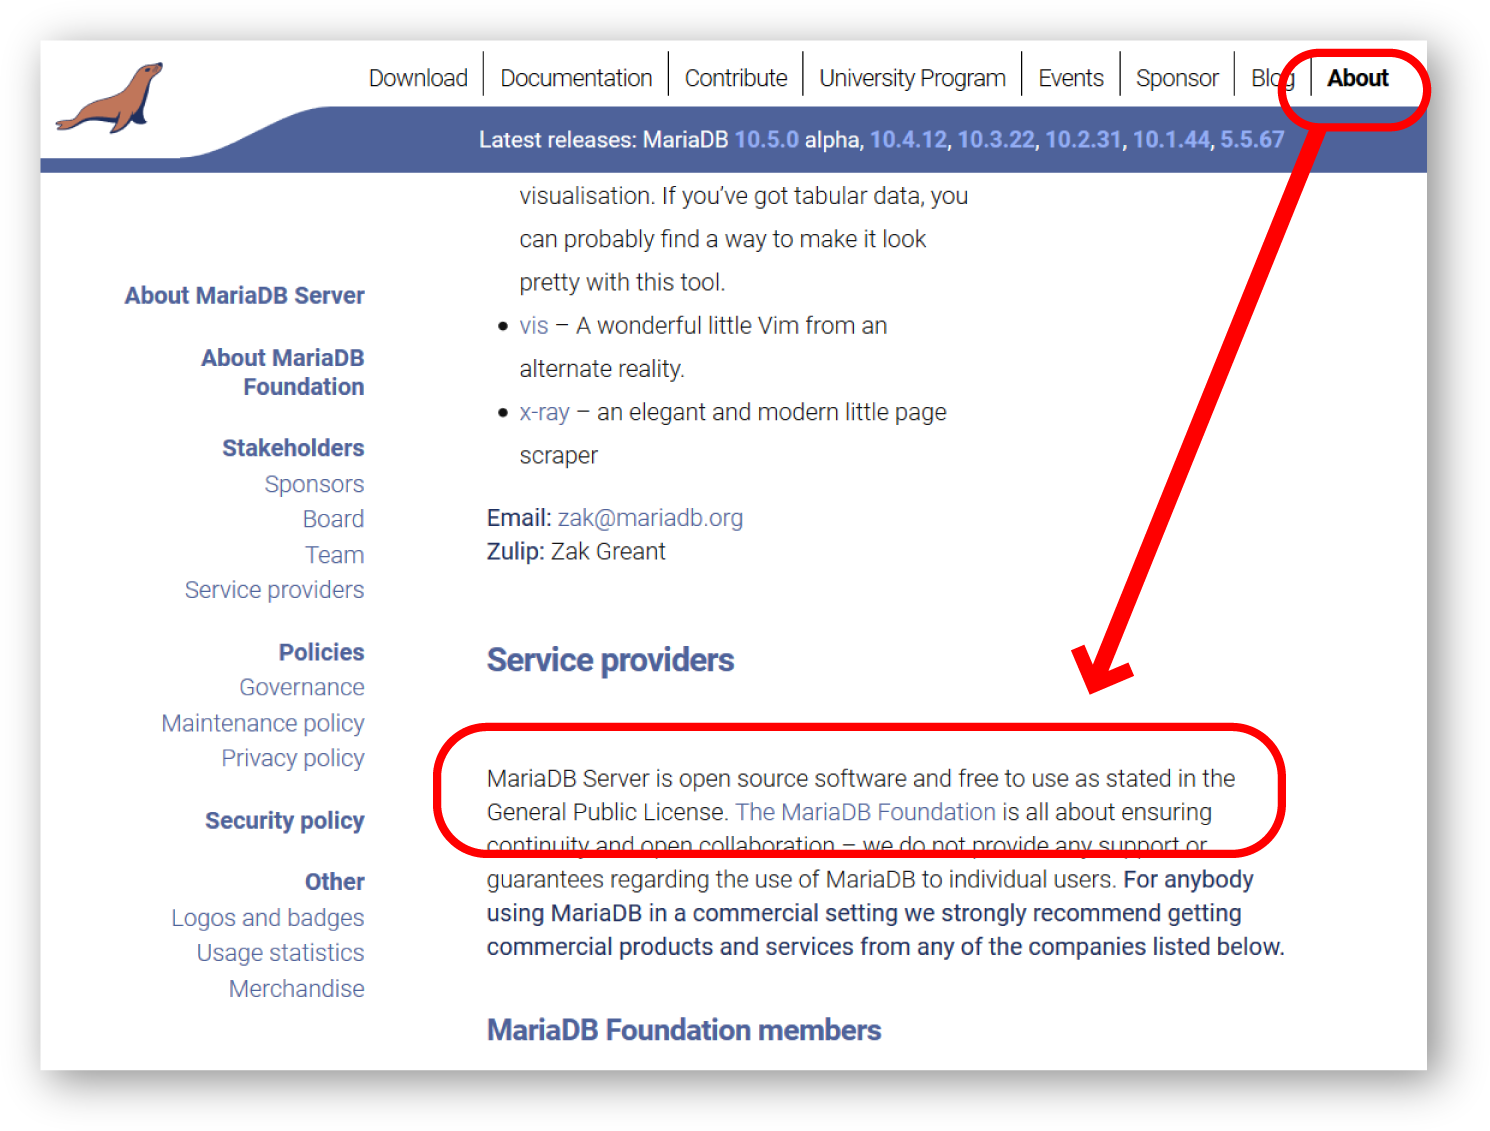 Download Documentation Contribute University Program Events Sponsor Blog About
Latest releases: MariaDB 10.5.0 alpha, 10.4.12, 10.3.22, 10.2.31, 10.1.44, 5.5.67
About MariaDB Server
About MariaDB
Foundation
Stakeholders
Sponsors
Board
Team
Service providers
Policies
Governance
Maintenance policy
Privacy policy
Security policy
Other
Logos and badges
Usage statistics
Merchandise
visualisation. If you've got tabular data, you
can probably find a way to make it look
pretty with this tool.
• vis – A wonderful little Vim from an
alternate reality.
• x-ray – an elegant and modern little page
scraper
Email: zak@mariadb.org
Zulip: Zak Greant
Service providers
MariaDB Server is open source software and free to use as stated in the
General Public License. The MariaDB Foundation is all about ensuring
continuity and open collaboration – we do not provide any support or
guarantees regarding the use of MariaDB to individual users. For anybody
using MariaDB in a commercial setting we strongly recommend getting
commercial products and services from any of the companies listed below.
MariaDB Foundation members